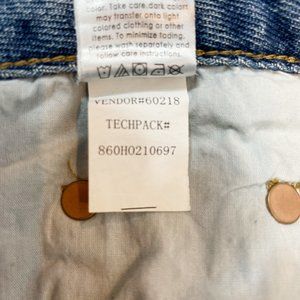 color. Take care dark colors
may transfer onto light
colored clothing or other
items. To minimize fading,
please wash separately and
follow care instructions.
VENDOR#60218
TECHPACK#
860H0210697